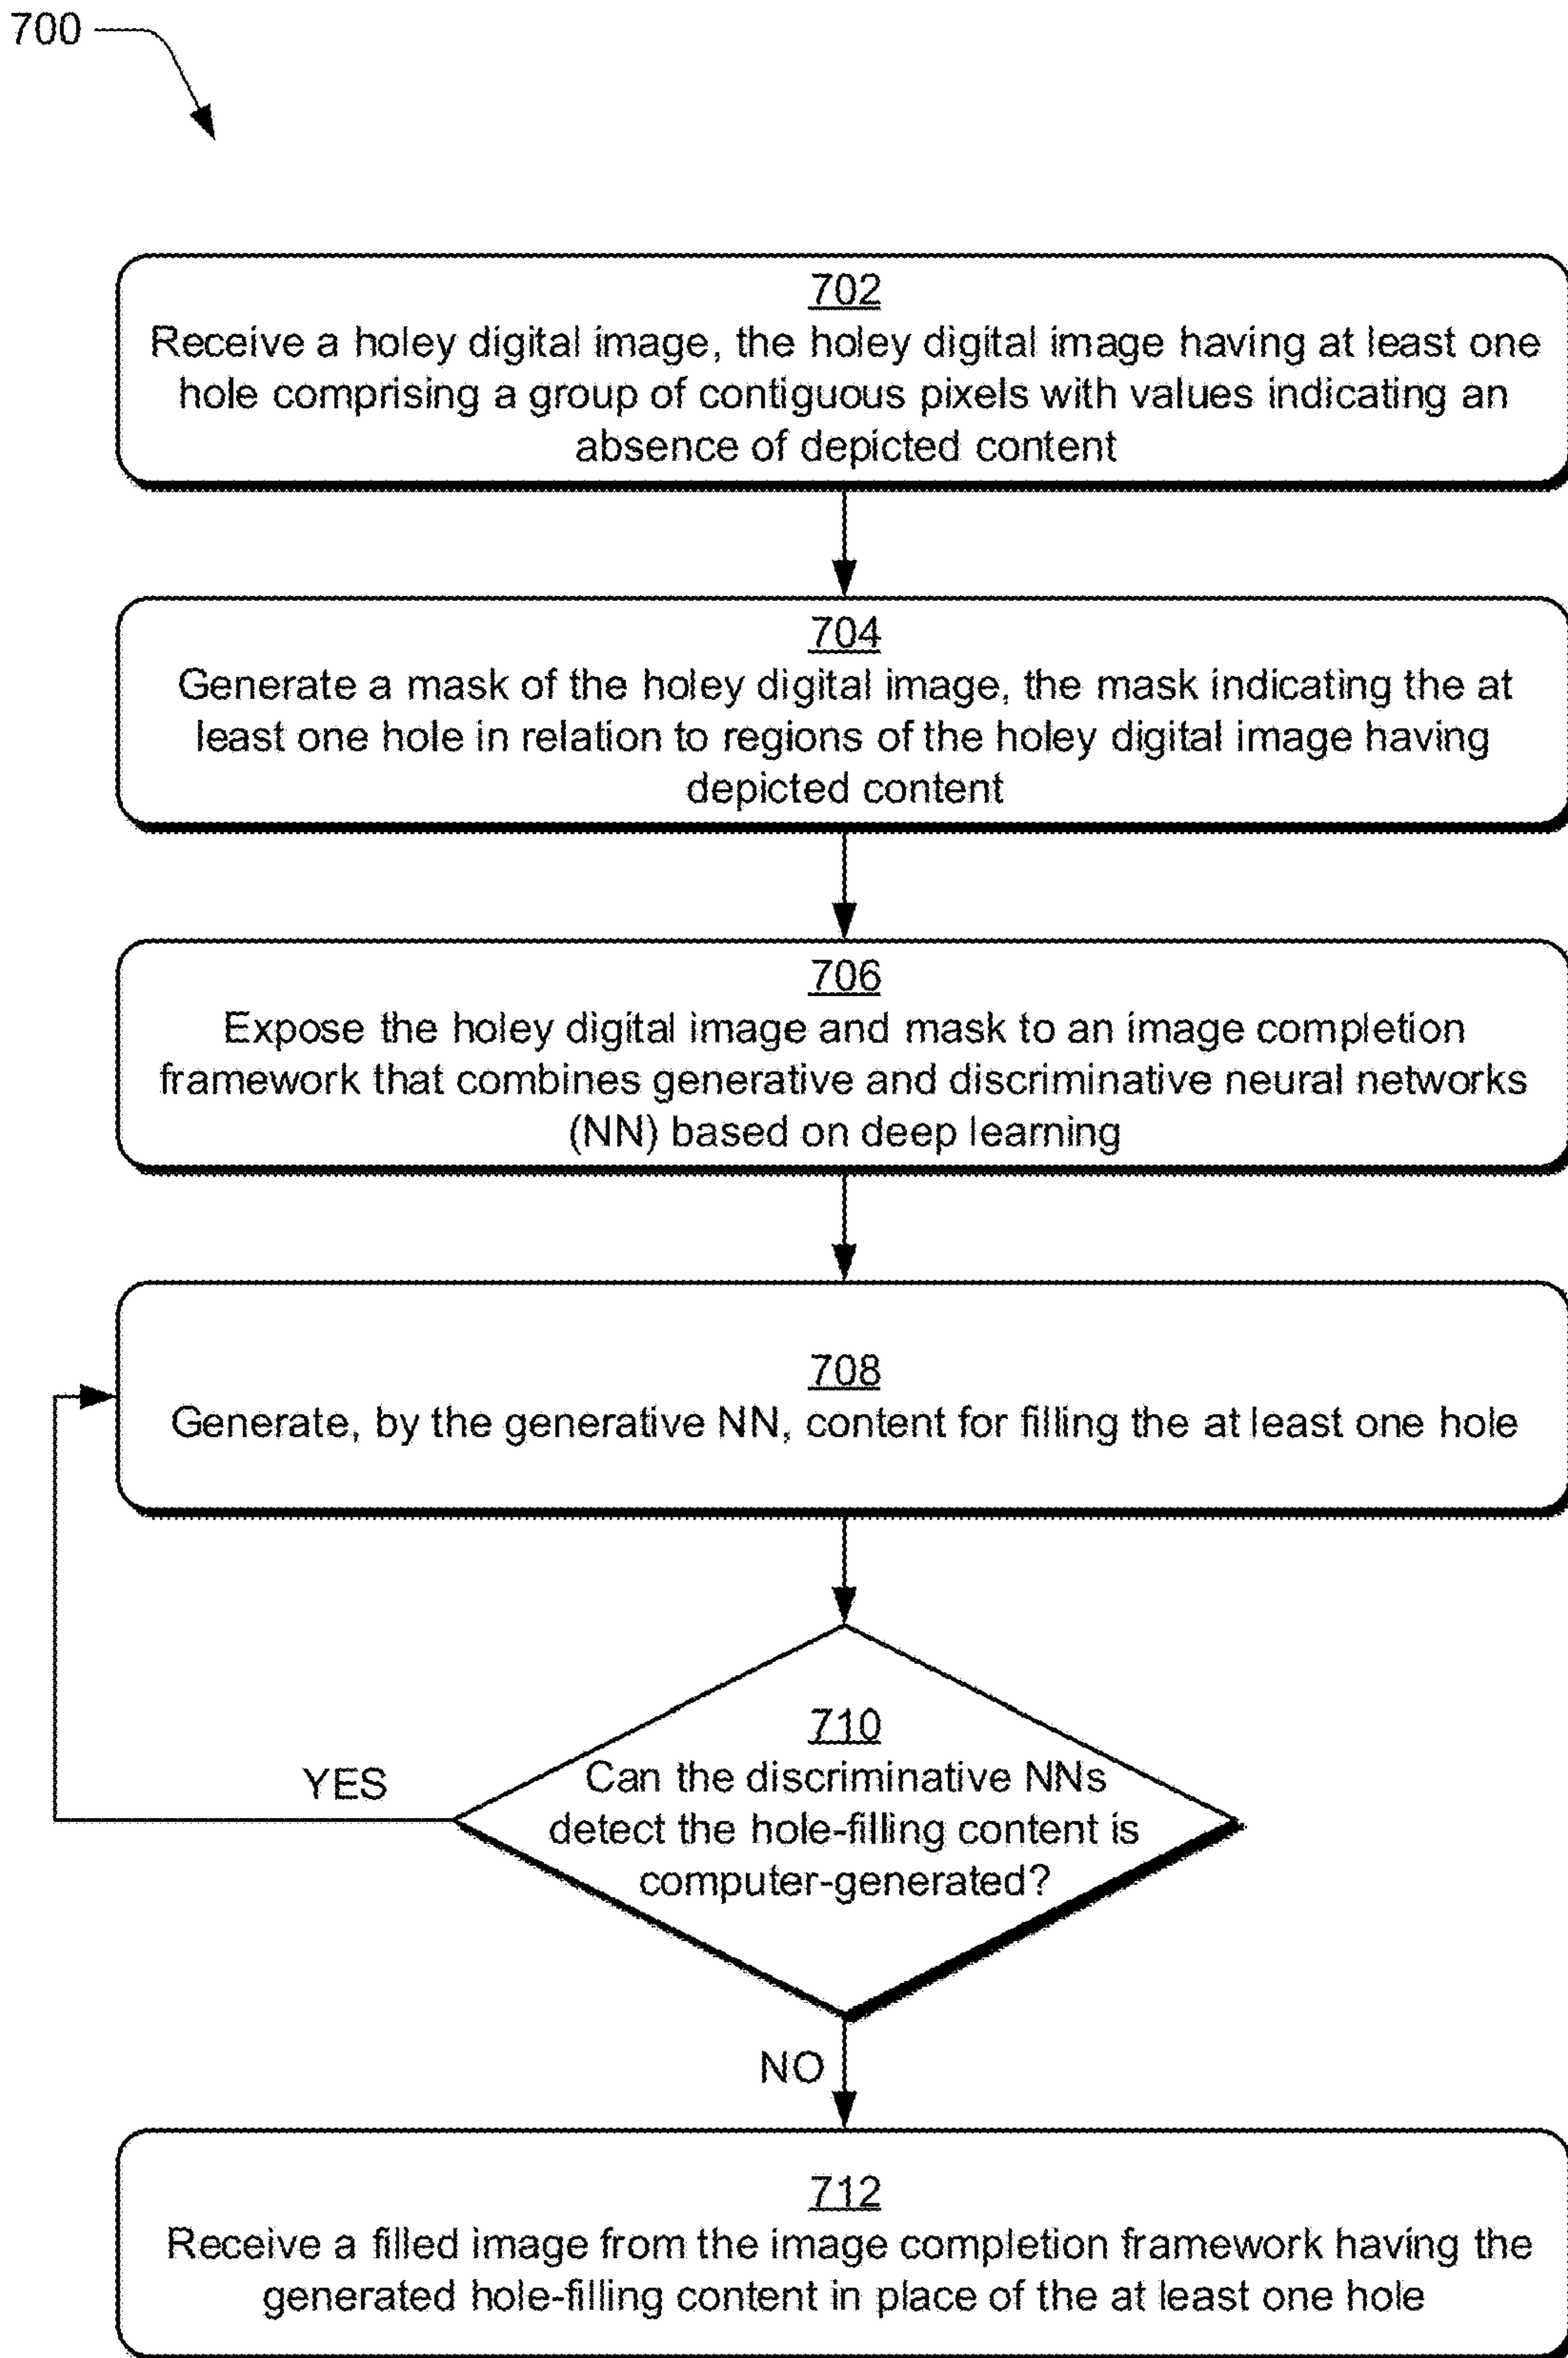 700
702
Receive a holey digital image, the holey digital image having at least one
hole comprising a group of contiguous pixels with values indicating an
absence of depicted content
704
Generate a mask of the holey digital image, the mask indicating the at
least one hole in relation to regions of the holey digital image having
depicted content
706
Expose the holey digital image and mask to an image completion
framework that combines generative and discriminative neural networks
(NN) based on deep learning
708
Generate, by the generative NN, content for filling the at least one hole
710
Can the discriminative NNs
detect the hole-filling content is
computer-generated?
YES
NO
712
Receive a filled image from the image completion framework having the
generated hole-filling content in place of the at least one hole